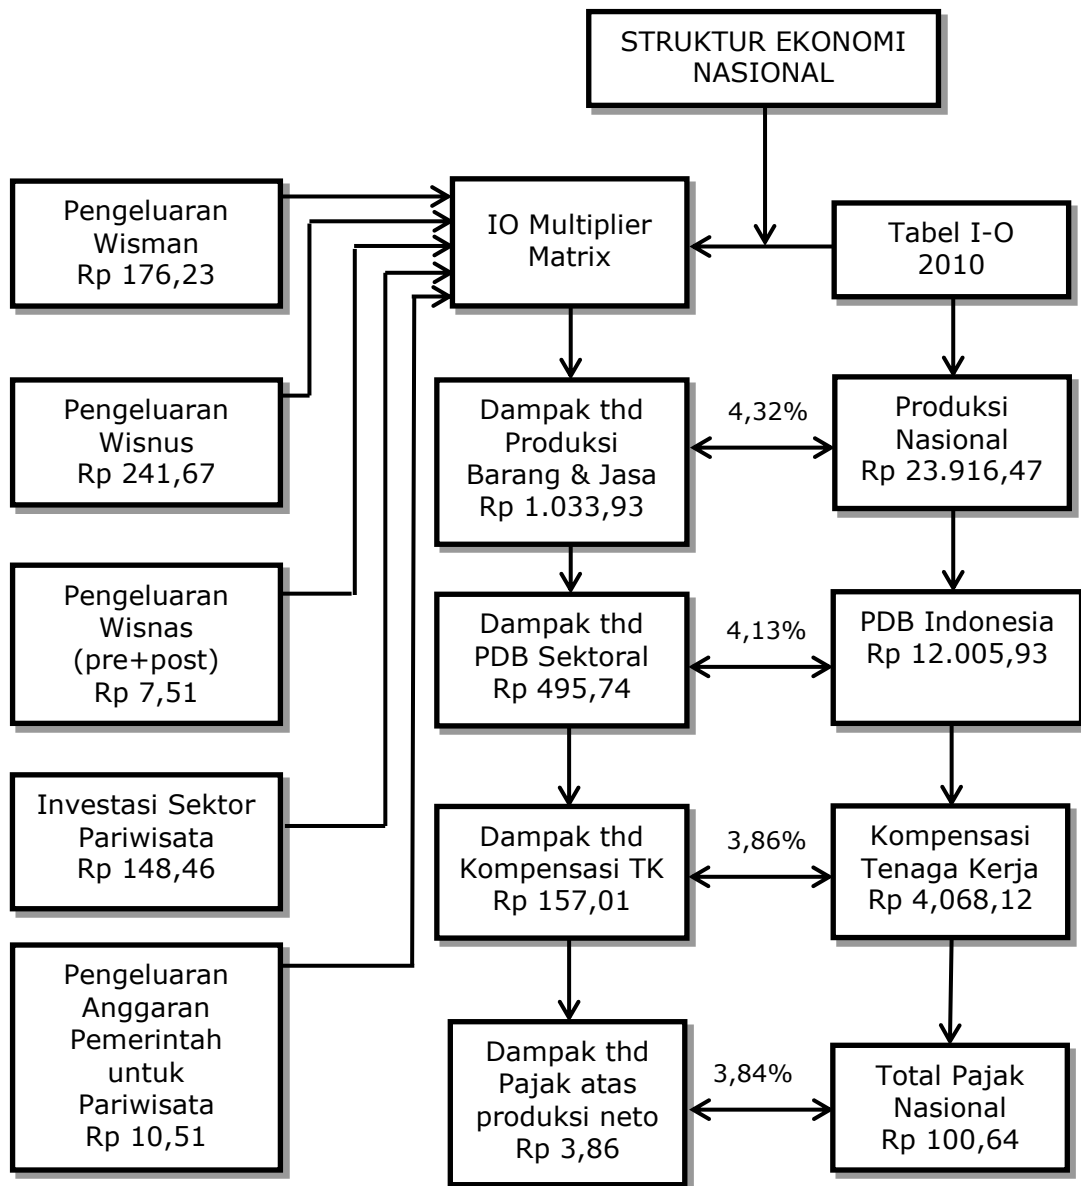 STRUKTUR EKONOMI
NASIONAL
Pengeluaran
Wisman
Rp 176,23
IO Multiplier
Matrix
Tabel I-O
2010
Pengeluaran
Wisnus
Rp 241,67
Dampak thd
Produksi
Barang & Jasa
Rp 1.033,93
4,32%
Produksi
Nasional
Rp 23.916,47
Pengeluaran
Wisnas
(pre+post)
Rp 7,51
Dampak thd
PDB Sektoral
Rp 495,74
4,13%
PDB Indonesia
Rp 12.005,93
Investasi Sektor
Pariwisata
Rp 148,46
Dampak thd
Kompensasi TK
Rp 157,01
3,86%
Kompensasi
Tenaga Kerja
Rp 4,068,12
Pengeluaran
Anggaran
Pemerintah
untuk
Pariwisata
Rp 10,51
Dampak thd
Pajak atas
produksi neto
Rp 3,86
3,84%
Total Pajak
Nasional
Rp 100,64